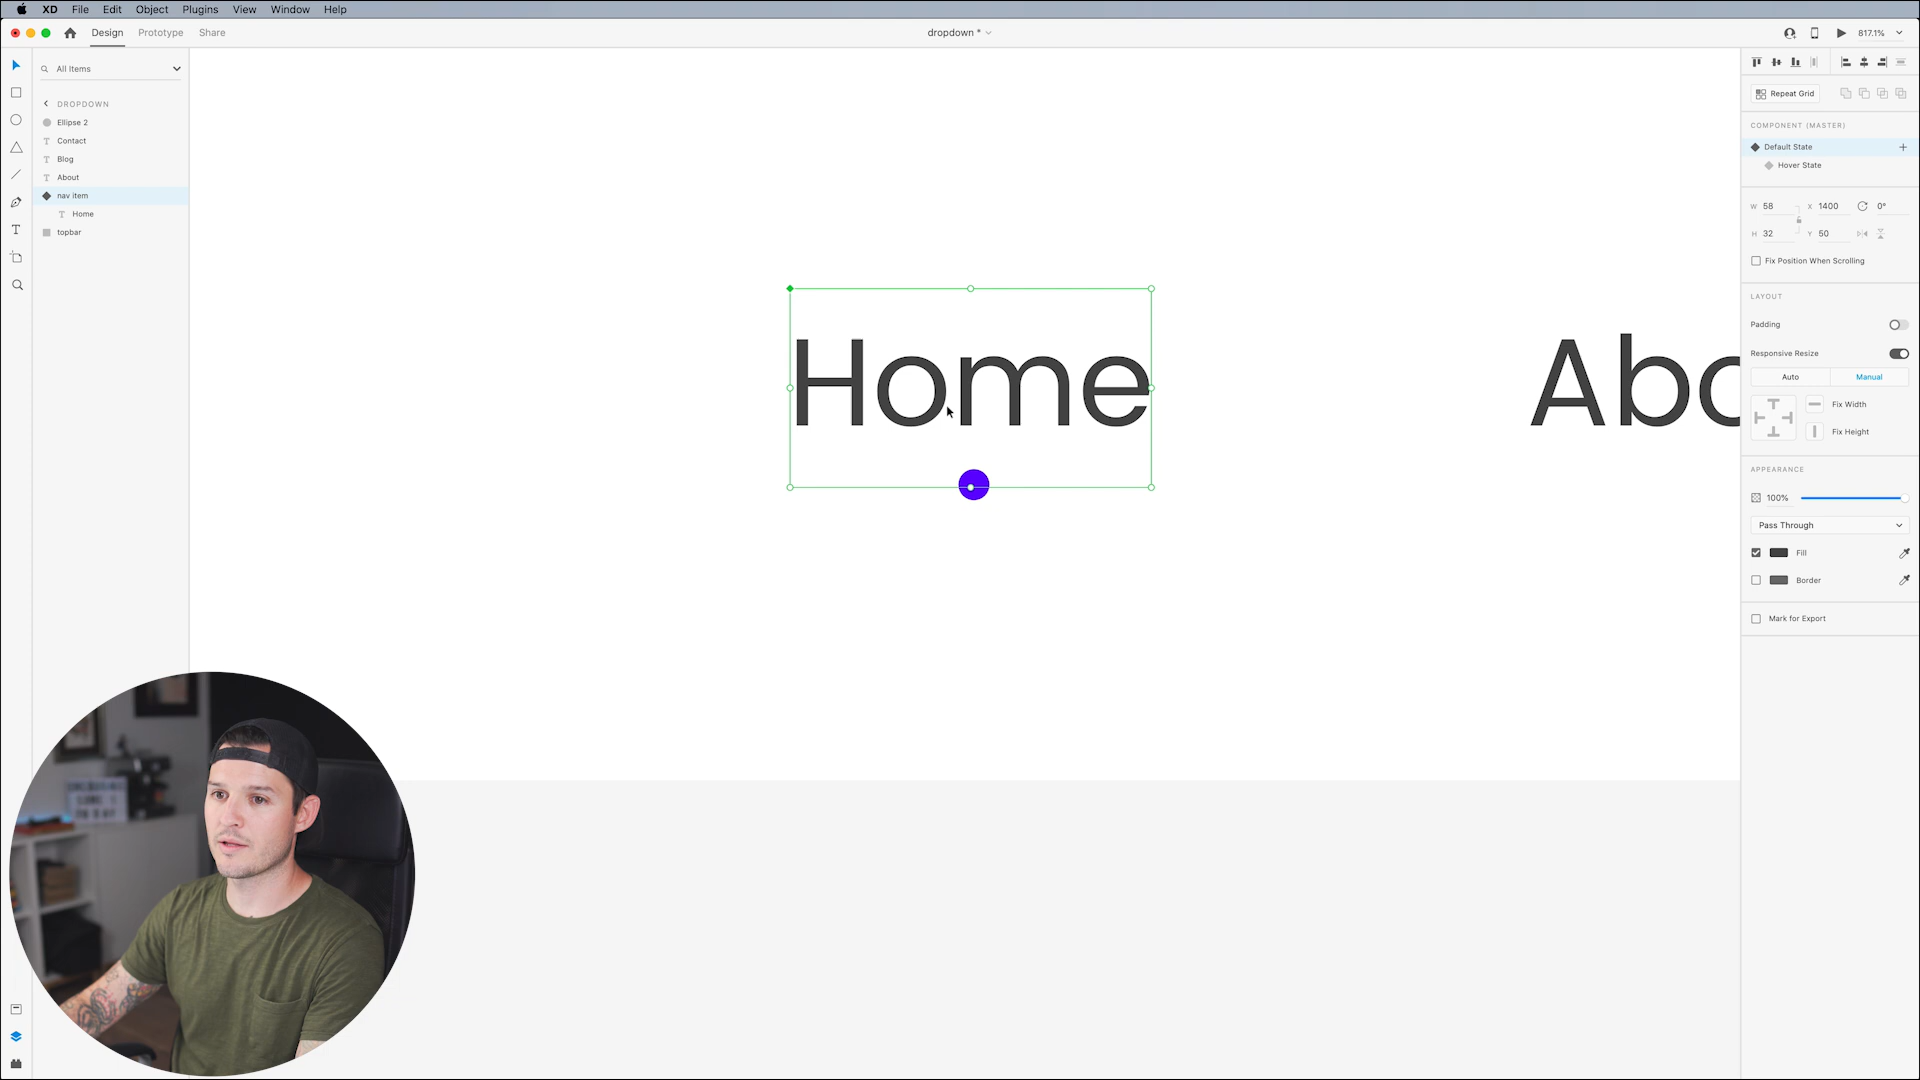 XD File Edit Object Plugins View Window Help
Design Prototype Share
dropdown *
817.1%
All Items
DROPDOWN
Ellipse 2
Contact
Blog
About
nav item
Home
topbar
Home
Abo
Repeat Grid
COMPONENT (MASTER)
Default State
Hover State
W 58 X 1400 0°
H 32 Y 50
Fix Position When Scrolling
LAYOUT
Padding
Responsive Resize
Auto Manual
Fix Width
Fix Height
APPEARANCE
100%
Pass Through
Fill
Border
Mark for Export